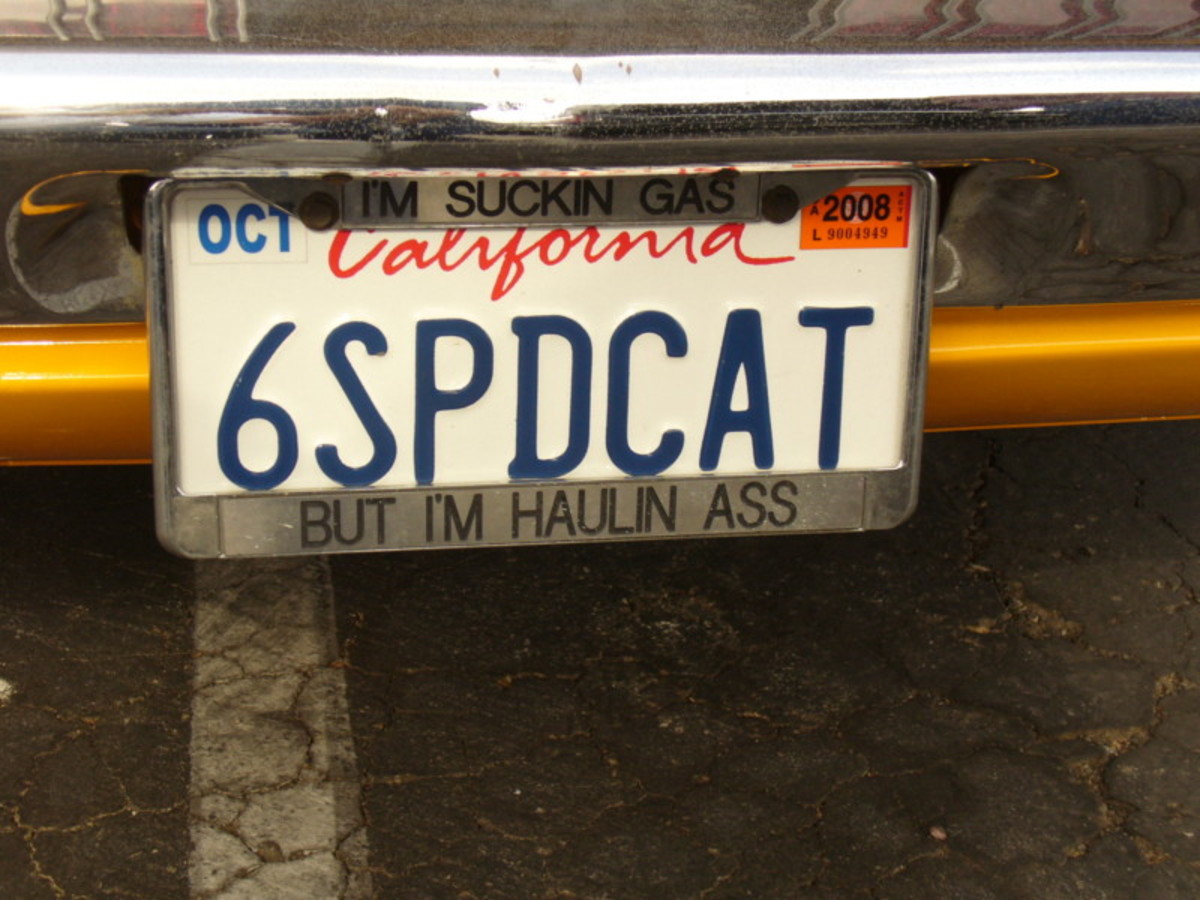 I'M SUCKIN GAS
OCT
California
2008
L 9004949
6SPDCAT
BUT I'M HAULIN ASS